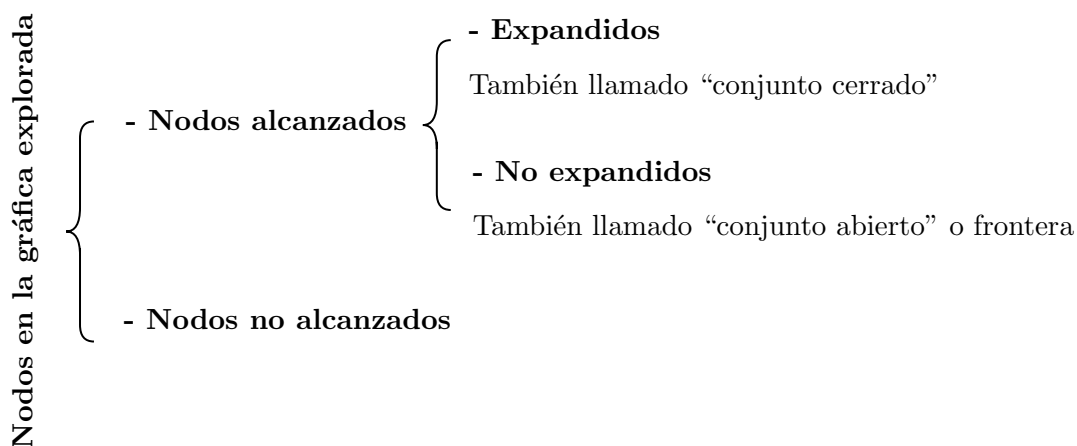 Nodos en la gráfica explorada
- Nodos alcanzados
- Expandidos
También llamado “conjunto cerrado”
- No expandidos
También llamado “conjunto abierto” o frontera
- Nodos no alcanzados